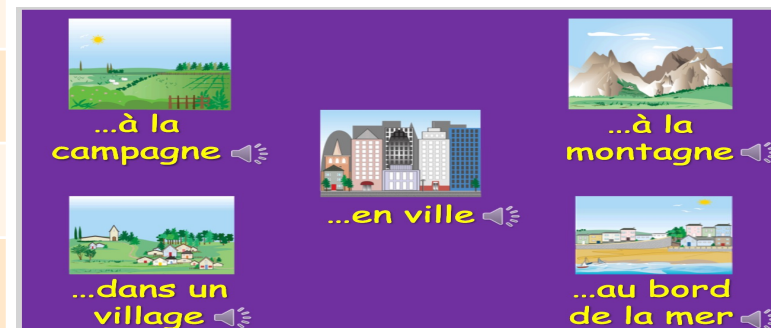 ...à la
campagne
...à la
montagne
...en ville
...dans un
village
...au bord
de la mer